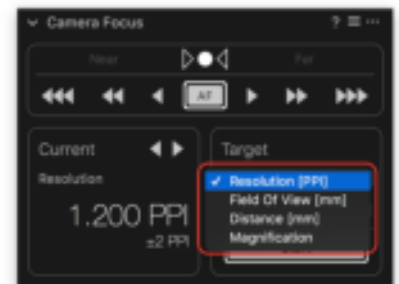 Camera Focus ?
Near Far
AF
Current Target
Resolution
1.200 PPI
±2 PPI
✓ Resolution [PPI]
Field Of View [mm]
Distance [mm]
Magnification